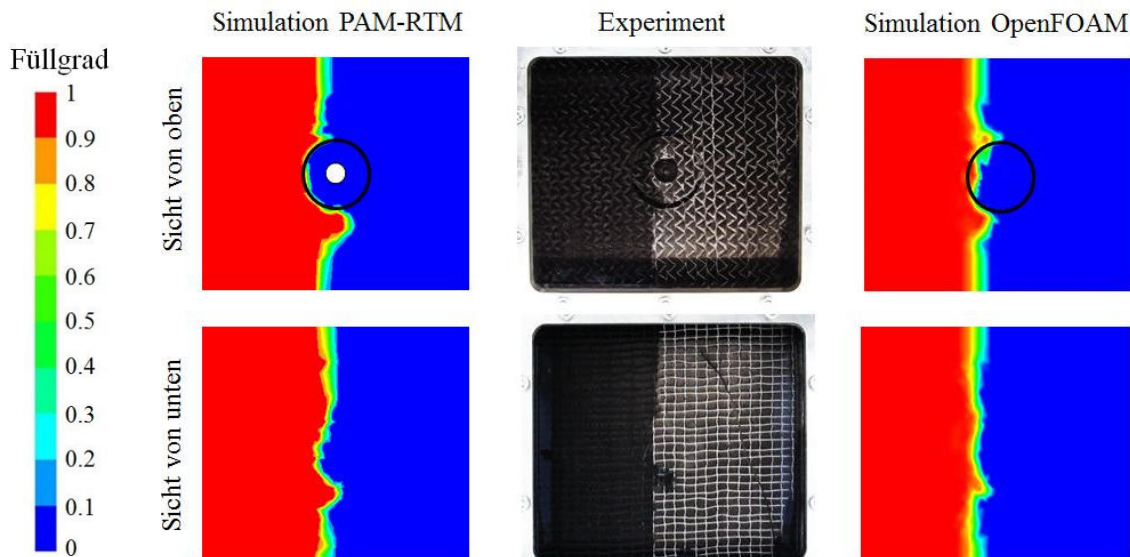 Simulation PAM-RTM
Experiment
Simulation OpenFOAM
Füllgrad
1
0.9
0.8
0.7
0.6
0.5
0.4
0.3
0.2
0.1
0
Sicht von oben
Sicht von unten